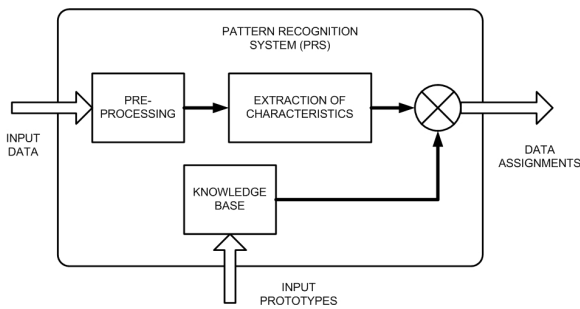 PATTERN RECOGNITION
SYSTEM (PRS)
PRE-
PROCESSING
EXTRACTION OF
CHARACTERISTICS
INPUT
DATA
DATA
ASSIGNMENTS
KNOWLEDGE
BASE
INPUT
PROTOTYPES